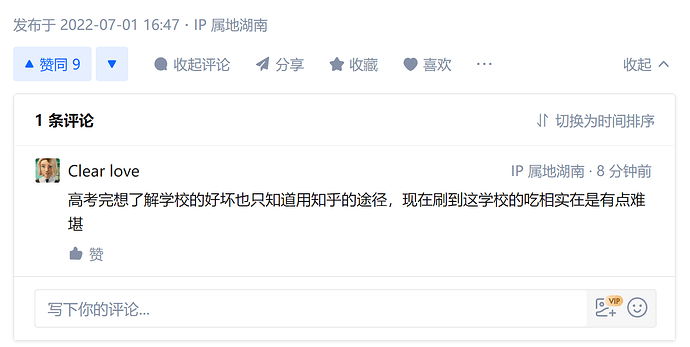 发布于 2022-07-01 16:47 · IP 属地湖南
赞同 9 收起评论 分享 收藏 喜欢 ··· 收起
1 条评论 切换为时间排序
Clear love IP 属地湖南 · 8 分钟前
高考完想了解学校的好坏也只知道用知乎的途径，现在刷到这学校的吃相实在是有点难
堪
赞
写下你的评论... VIP